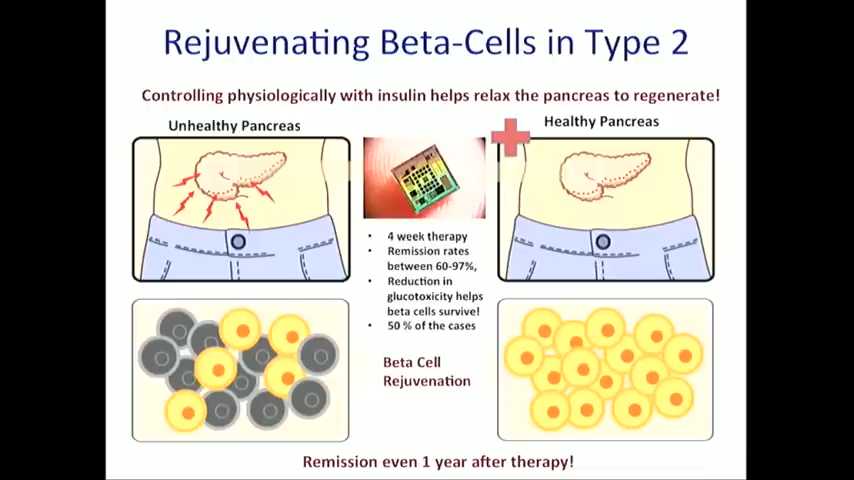 Rejuvenating Beta-Cells in Type 2
Controlling physiologically with insulin helps relax the pancreas to regenerate!
Unhealthy Pancreas
Healthy Pancreas
• 4 week therapy
• Remission rates
between 60-97%,
• Reduction in
glucotoxicity helps
beta cells survive!
• 50 % of the cases
Beta Cell
Rejuvenation
Remission even 1 year after therapy!